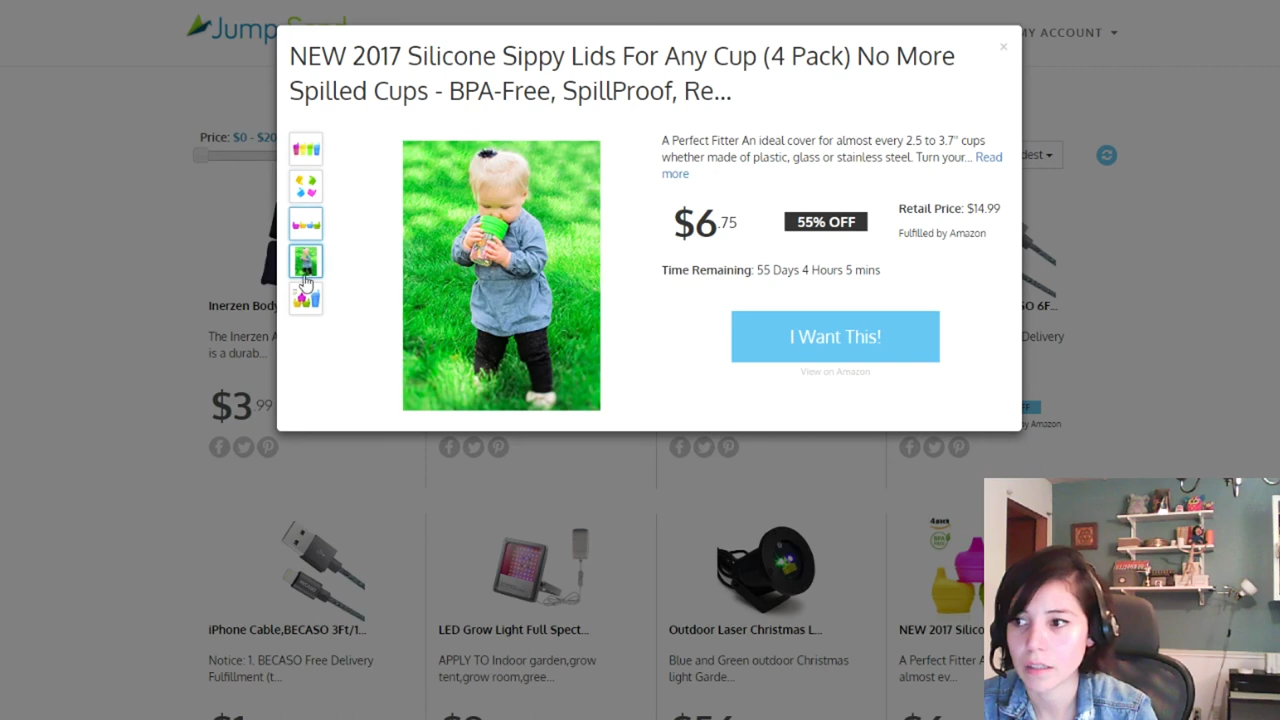 Jump Send
MY ACCOUNT
NEW 2017 Silicone Sippy Lids For Any Cup (4 Pack) No More
Spilled Cups - BPA-Free, SpillProof, Re...
×
A Perfect Fitter An ideal cover for almost every 2.5 to 3.7" cups
whether made of plastic, glass or stainless steel. Turn your... Read
more
$6.75
55% OFF
Retail Price: $14.99
Fulfilled by Amazon
Time Remaining: 55 Days 4 Hours 5 mins
I Want This!
View on Amazon
Price: $0 - $20
dest
Inerzen Body
The Inerzen A
is a durab...
$3.99
SO 6F...
Delivery
FF
by Amazon
iPhone Cable,BECASO 3Ft/1...
Notice: 1. BECASO Free Delivery
Fulfillment (t...
LED Grow Light Full Spect...
APPLY TO Indoor garden,grow
tent,grow room,gree...
Outdoor Laser Christmas L...
Blue and Green outdoor Christmas
light Garde...
BPA
FREE
NEW 2017 Silico
A Perfect Fitter A
almost ev...